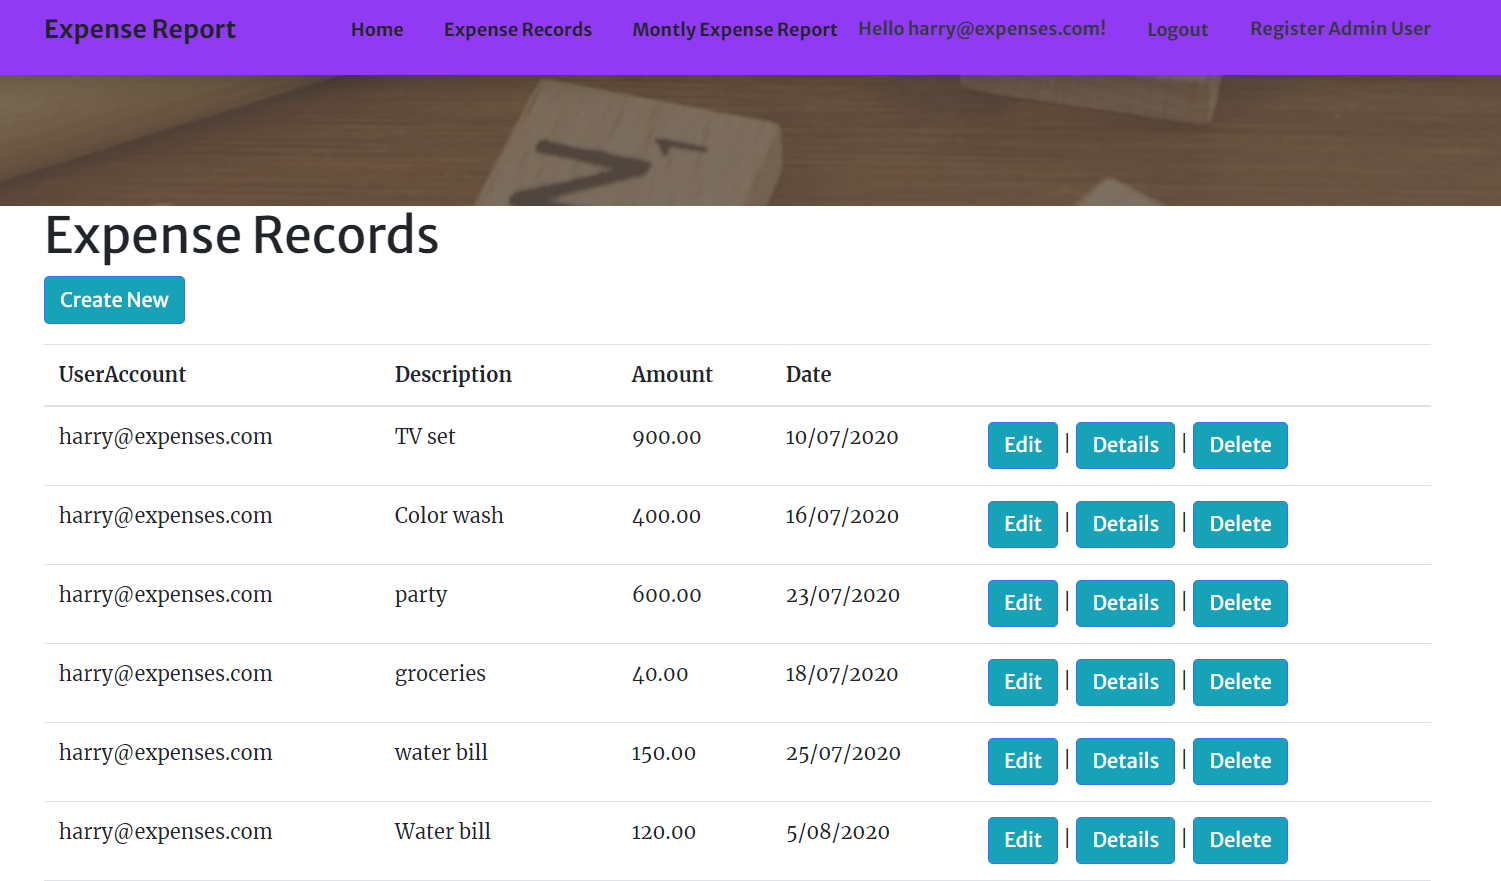 Expense Report Home Expense Records Montly Expense Report Hello harry@expenses.com! Logout Register Admin User
N 1
Expense Records
Create New
UserAccount Description Amount Date
harry@expenses.com TV set 900.00 10/07/2020 Edit | Details | Delete
harry@expenses.com Color wash 400.00 16/07/2020 Edit | Details | Delete
harry@expenses.com party 600.00 23/07/2020 Edit | Details | Delete
harry@expenses.com groceries 40.00 18/07/2020 Edit | Details | Delete
harry@expenses.com water bill 150.00 25/07/2020 Edit | Details | Delete
harry@expenses.com Water bill 120.00 5/08/2020 Edit | Details | Delete